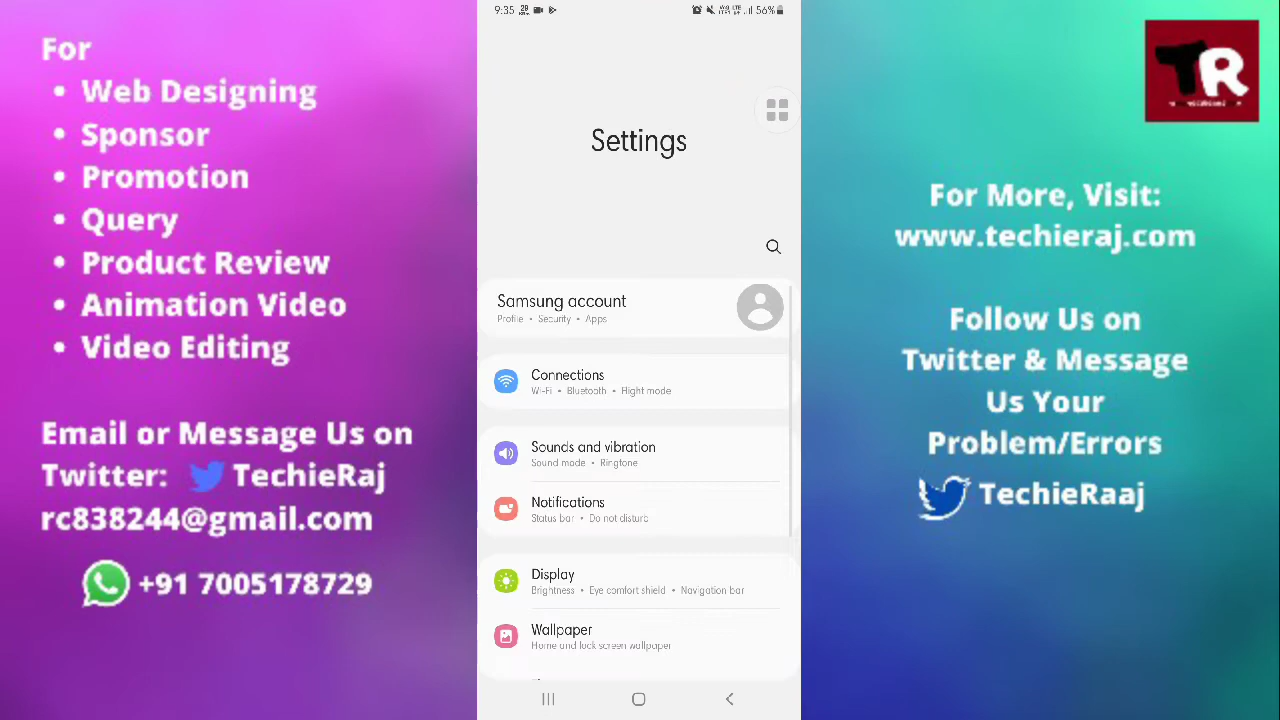 For
• Web Designing
• Sponsor
• Promotion
• Query
• Product Review
• Animation Video
• Video Editing
Email or Message Us on
Twitter: TechieRaj
rc838244@gmail.com
+91 7005178729
9:35
56%
Settings
Samsung account
Profile • Security • Apps
Connections
Wi-Fi • Bluetooth • Flight mode
Sounds and vibration
Sound mode • Ringtone
Notifications
Status bar • Do not disturb
Display
Brightness • Eye comfort shield • Navigation bar
Wallpaper
Home and lock screen wallpaper
TR
For More, Visit:
www.techieraj.com
Follow Us on
Twitter & Message
Us Your
Problem/Errors
TechieRaaj